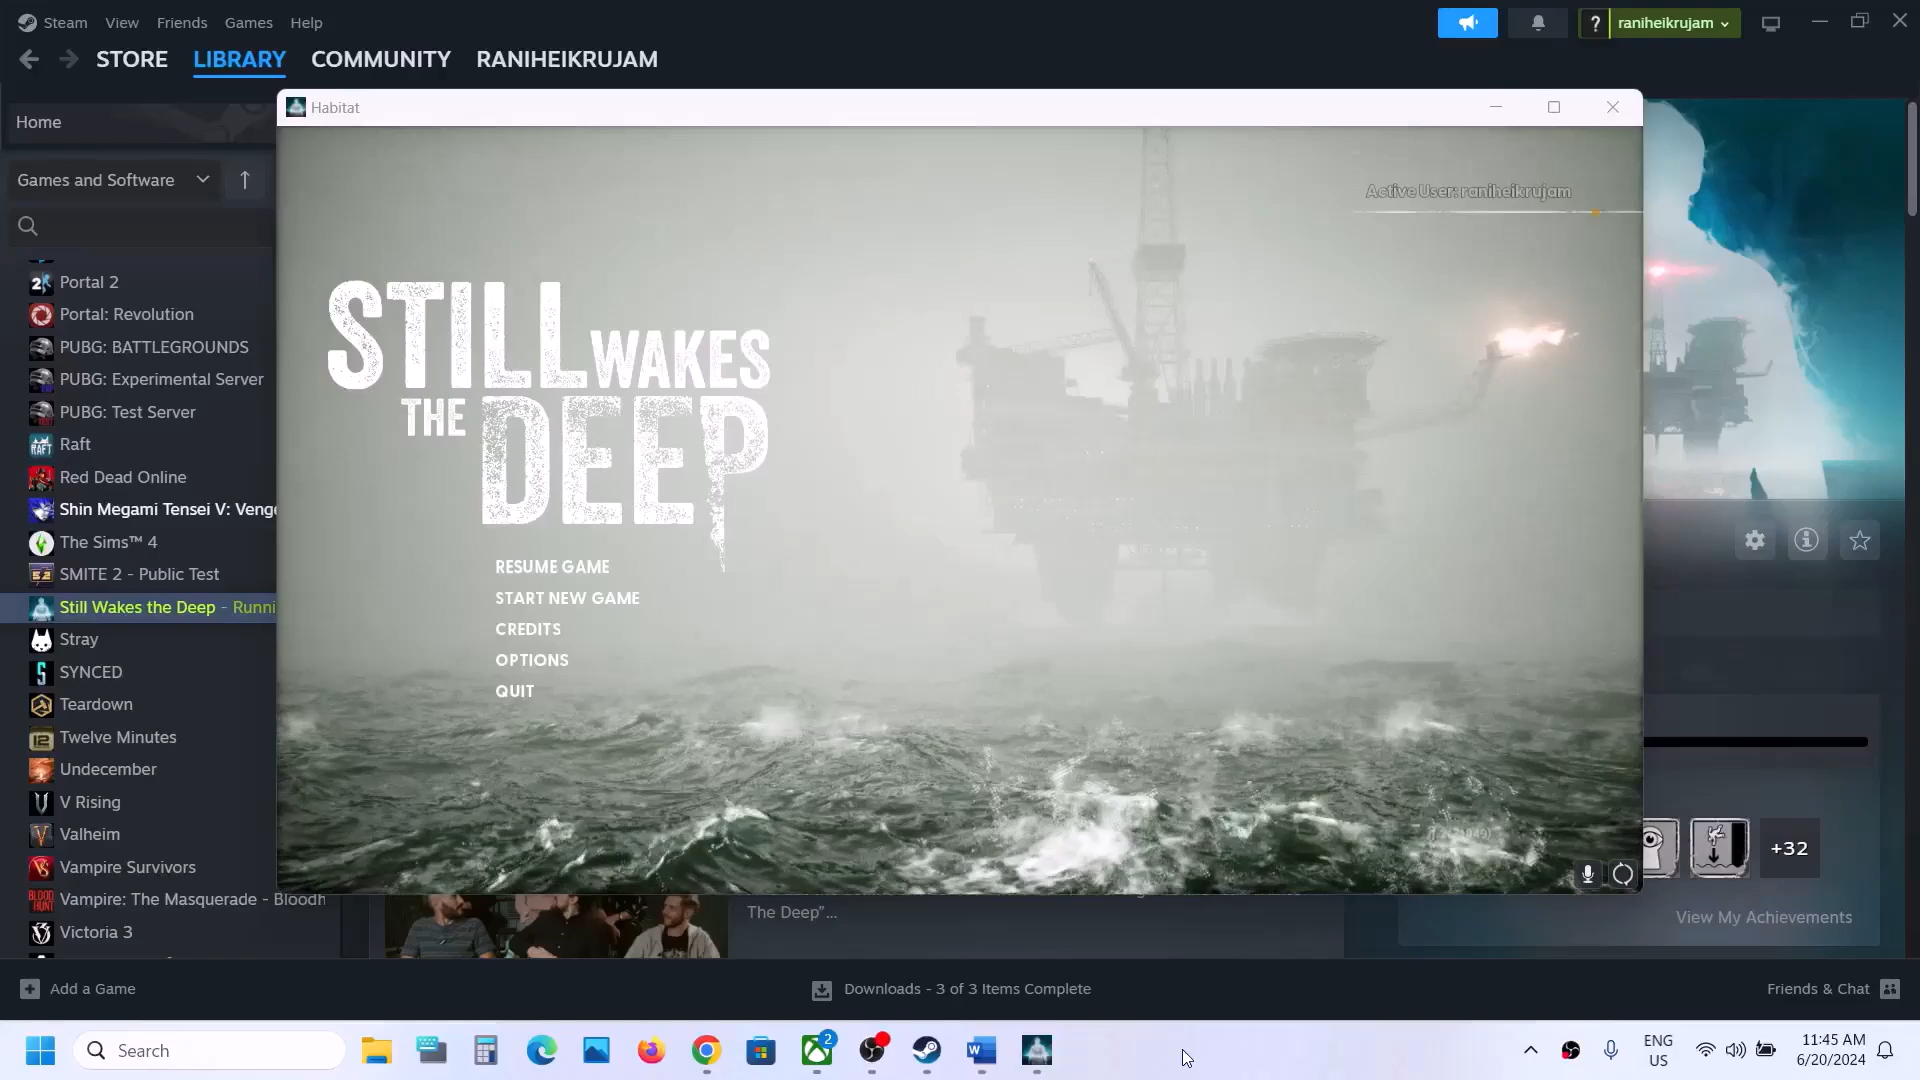 Steam View Friends Games Help
? raniheikrujam
STORE LIBRARY COMMUNITY RANIHEIKRUJAM
Habitat
Home
Games and Software
Active User: raniheikrujam
Portal 2
Portal: Revolution
PUBG: BATTLEGROUNDS
PUBG: Experimental Server
PUBG: Test Server
Raft
Red Dead Online
Shin Megami Tensei V: Venge
The Sims™ 4
SMITE 2 - Public Test
Still Wakes the Deep - Runni
Stray
SYNCED
Teardown
Twelve Minutes
Undecember
V Rising
Valheim
Vampire Survivors
Vampire: The Masquerade - Bloodh
Victoria 3
STILL WAKES
THE DEEP
RESUME GAME
START NEW GAME
CREDITS
OPTIONS
QUIT
+32
The Deep"...
View My Achievements
Add a Game
Downloads - 3 of 3 Items Complete
Friends & Chat
Search
2
ENG
US
11:45 AM
6/20/2024